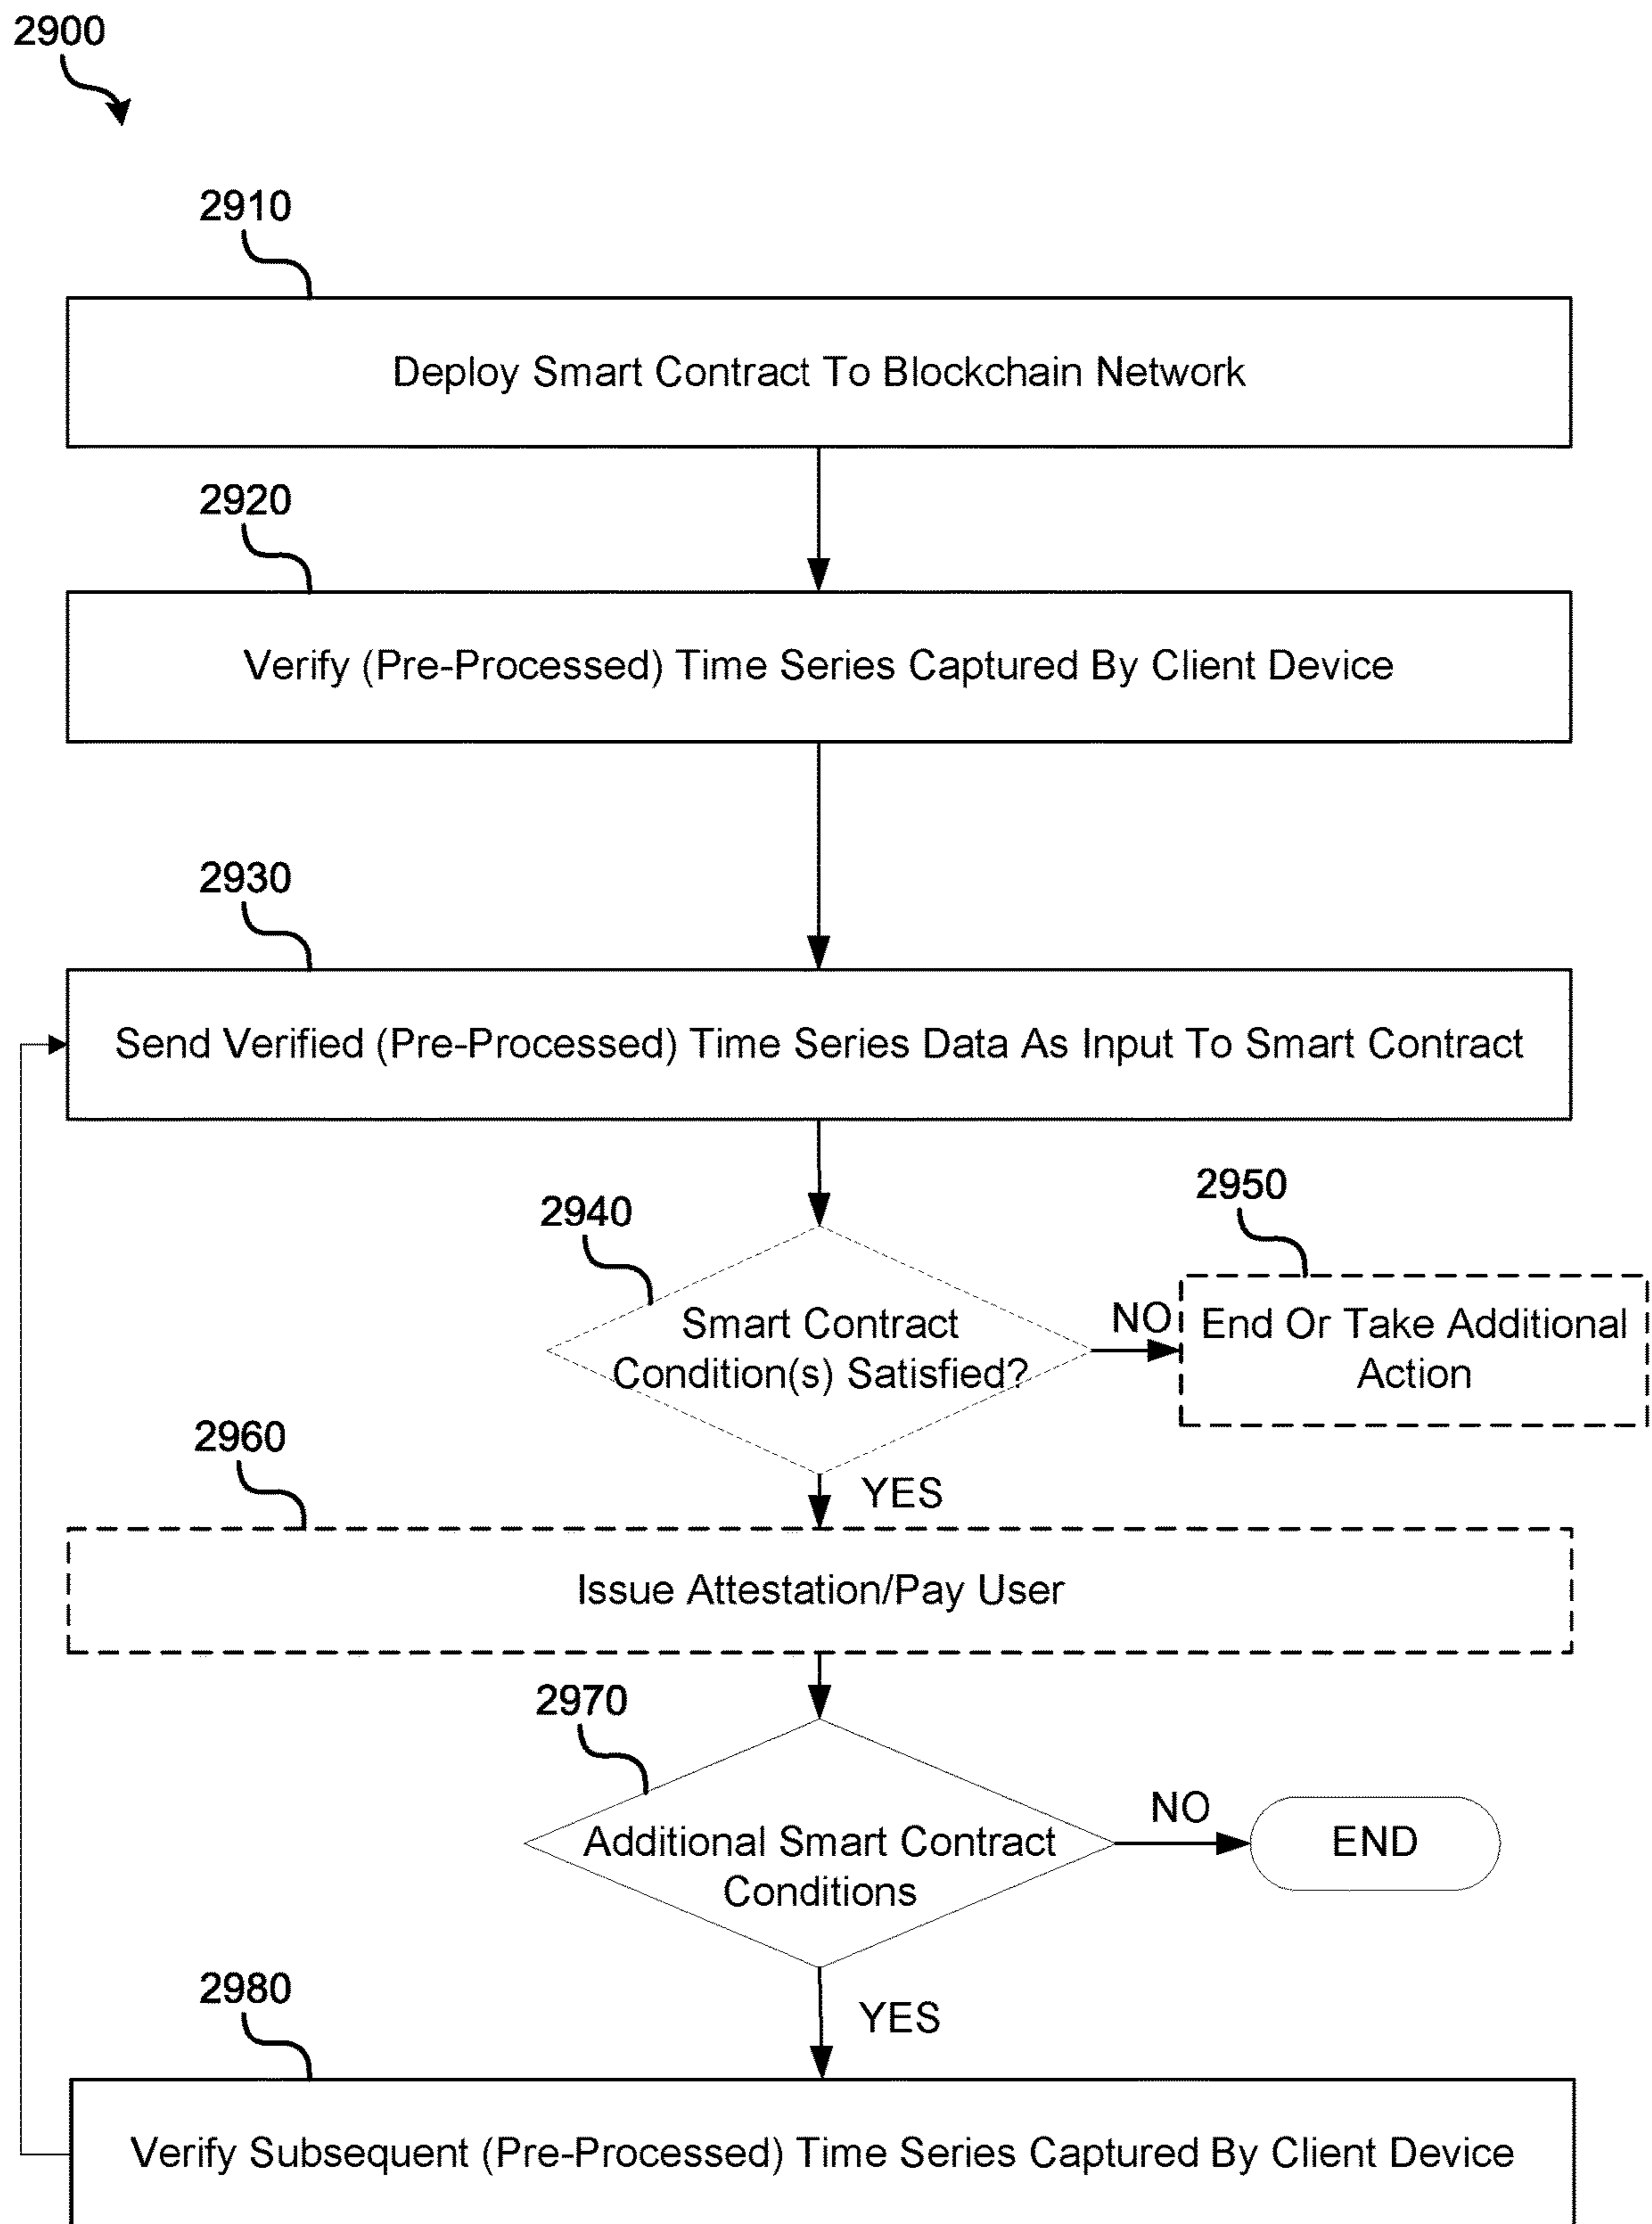 2900
2910
Deploy Smart Contract To Blockchain Network
2920
Verify (Pre-Processed) Time Series Captured By Client Device
2930
Send Verified (Pre-Processed) Time Series Data As Input To Smart Contract
2940
Smart Contract
Condition(s) Satisfied?
NO
2950
End Or Take Additional
Action
YES
2960
Issue Attestation/Pay User
2970
Additional Smart Contract
Conditions
NO
END
YES
2980
Verify Subsequent (Pre-Processed) Time Series Captured By Client Device